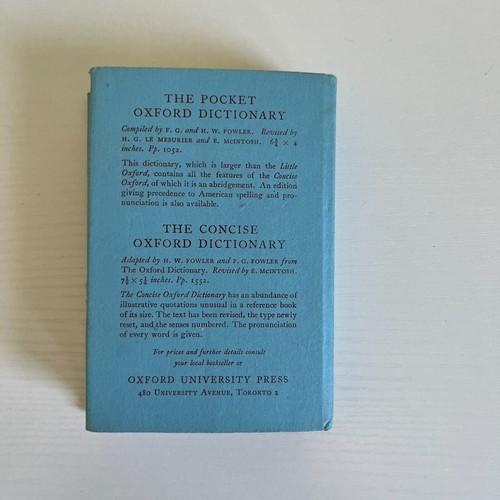 THE POCKET
OXFORD DICTIONARY
Compiled by F. G. and H. W. FOWLER. Revised by
H. G. LE MESURIER and E. MCINTOSH. 6¾ × 4
inches. Pp. 1052.
This dictionary, which is larger than the Little
Oxford, contains all the features of the Concise
Oxford, of which it is an abridgement. An edition
giving precedence to American spelling and pro-
nunciation is also available.
THE CONCISE
OXFORD DICTIONARY
Adapted by H. W. FOWLER and F. G. FOWLER from
The Oxford Dictionary. Revised by E. MCINTOSH.
7½ × 5¼ inches. Pp. 1552.
The Concise Oxford Dictionary has an abundance of
illustrative quotations unusual in a reference book
of its size. The text has been revised, the type newly
reset, and the senses numbered. The pronunciation
of every word is given.
For prices and further details consult
your local bookseller or
OXFORD UNIVERSITY PRESS
480 UNIVERSITY AVENUE, TORONTO 2